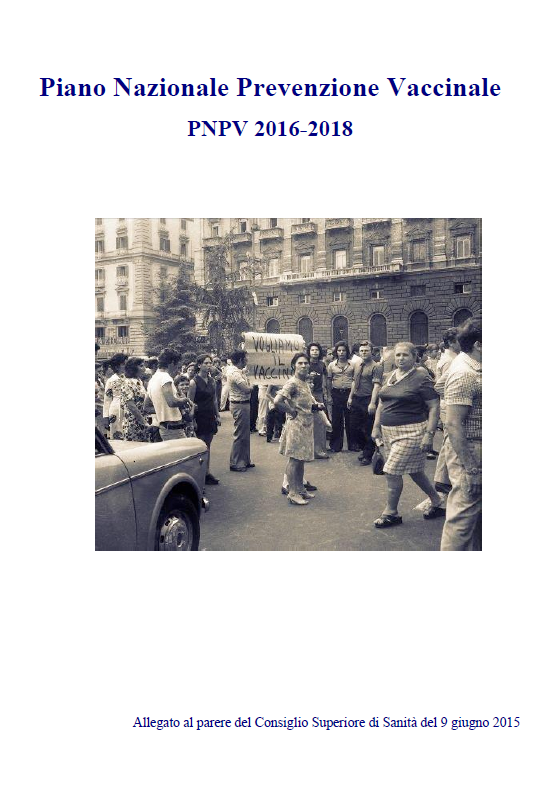 Piano Nazionale Prevenzione Vaccinale
PNPV 2016-2018
VOGLIAMO
IL
VACCINO
Allegato al parere del Consiglio Superiore di Sanità del 9 giugno 2015